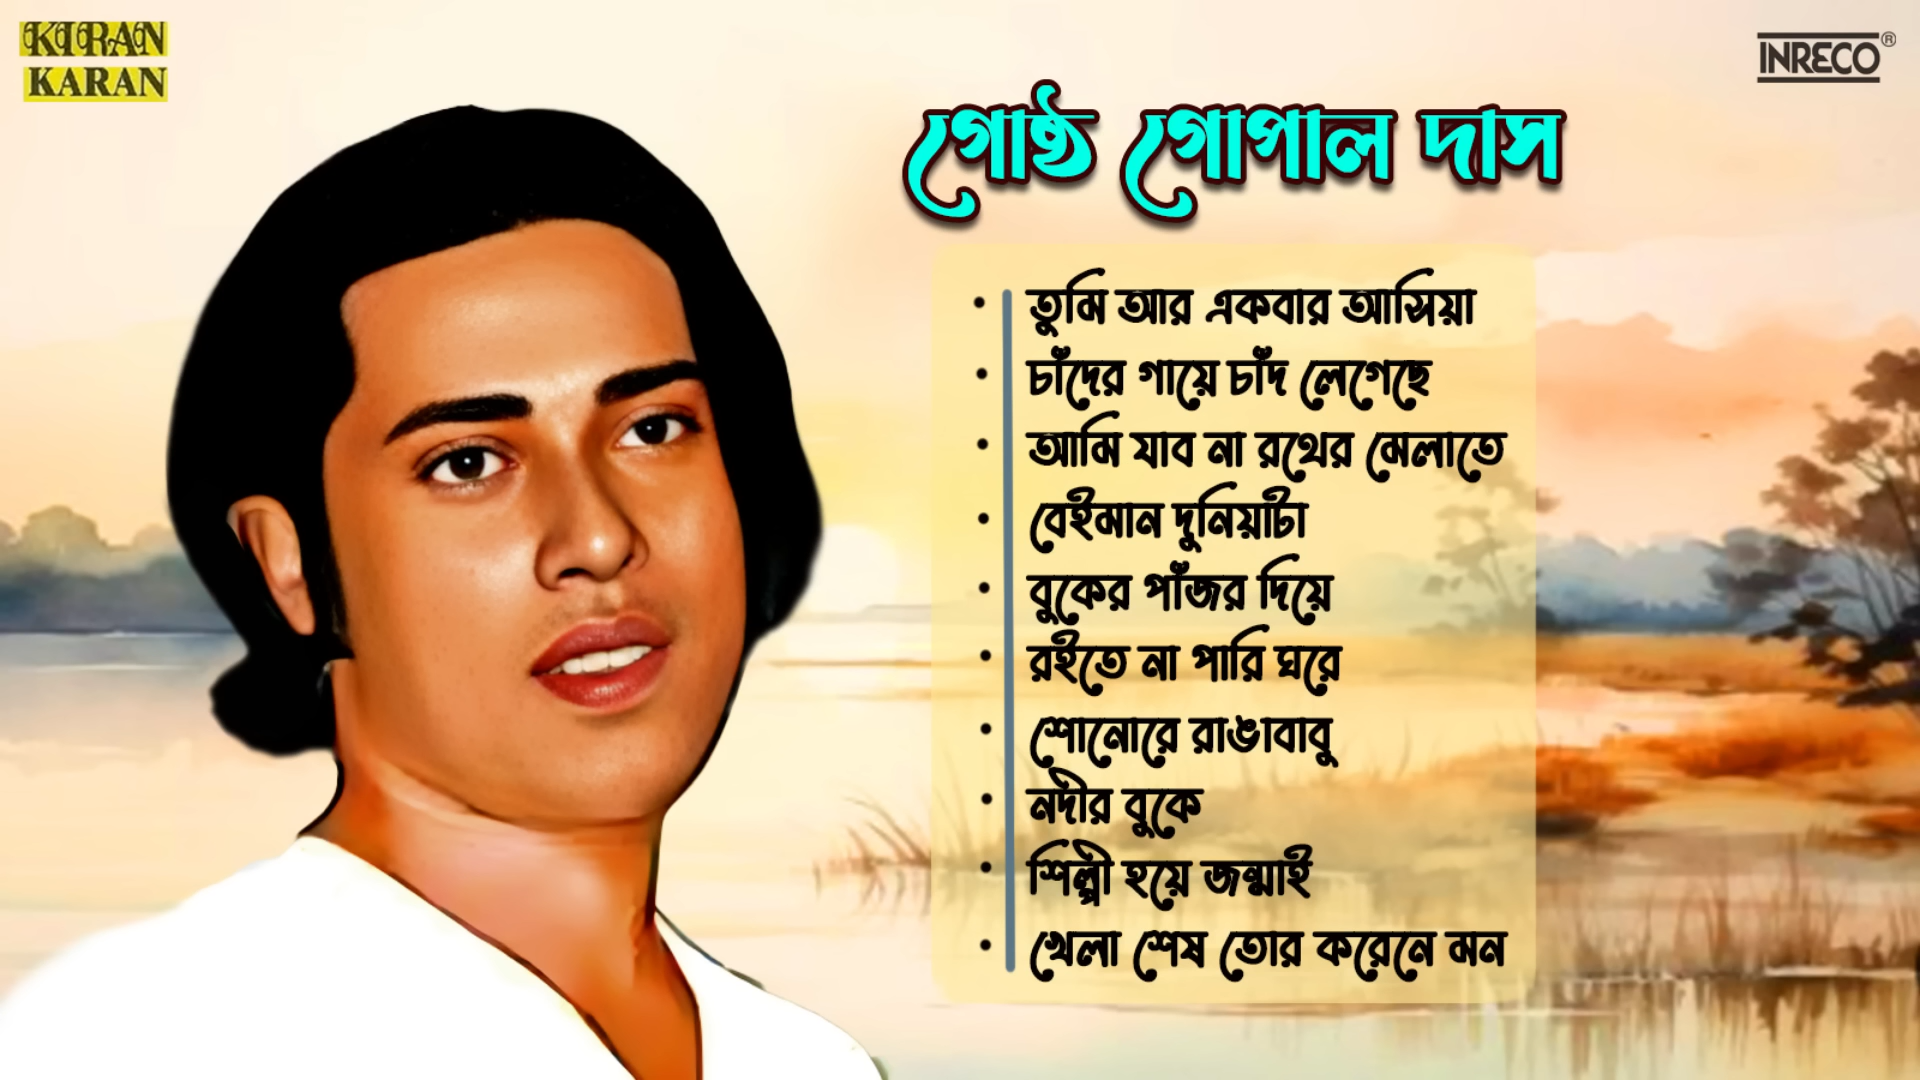 KIRAN
KARAN
INRECO®
গোষ্ঠ গোপাল দাস
• তুমি আর একবার আসিয়া
• চাঁদের গায়ে চাঁদ লেগেছে
• আমি যাব না রথের মেলাতে
• বেইমান দুনিয়াটা
• বুকের পাঁজর দিয়ে
• রইতে না পারি ঘরে
• শোনোরে রাঙাবাবু
• নদীর বুকে
• শিল্পী হয়ে জন্মাই
• খেলা শেষ তোর করেনে মন